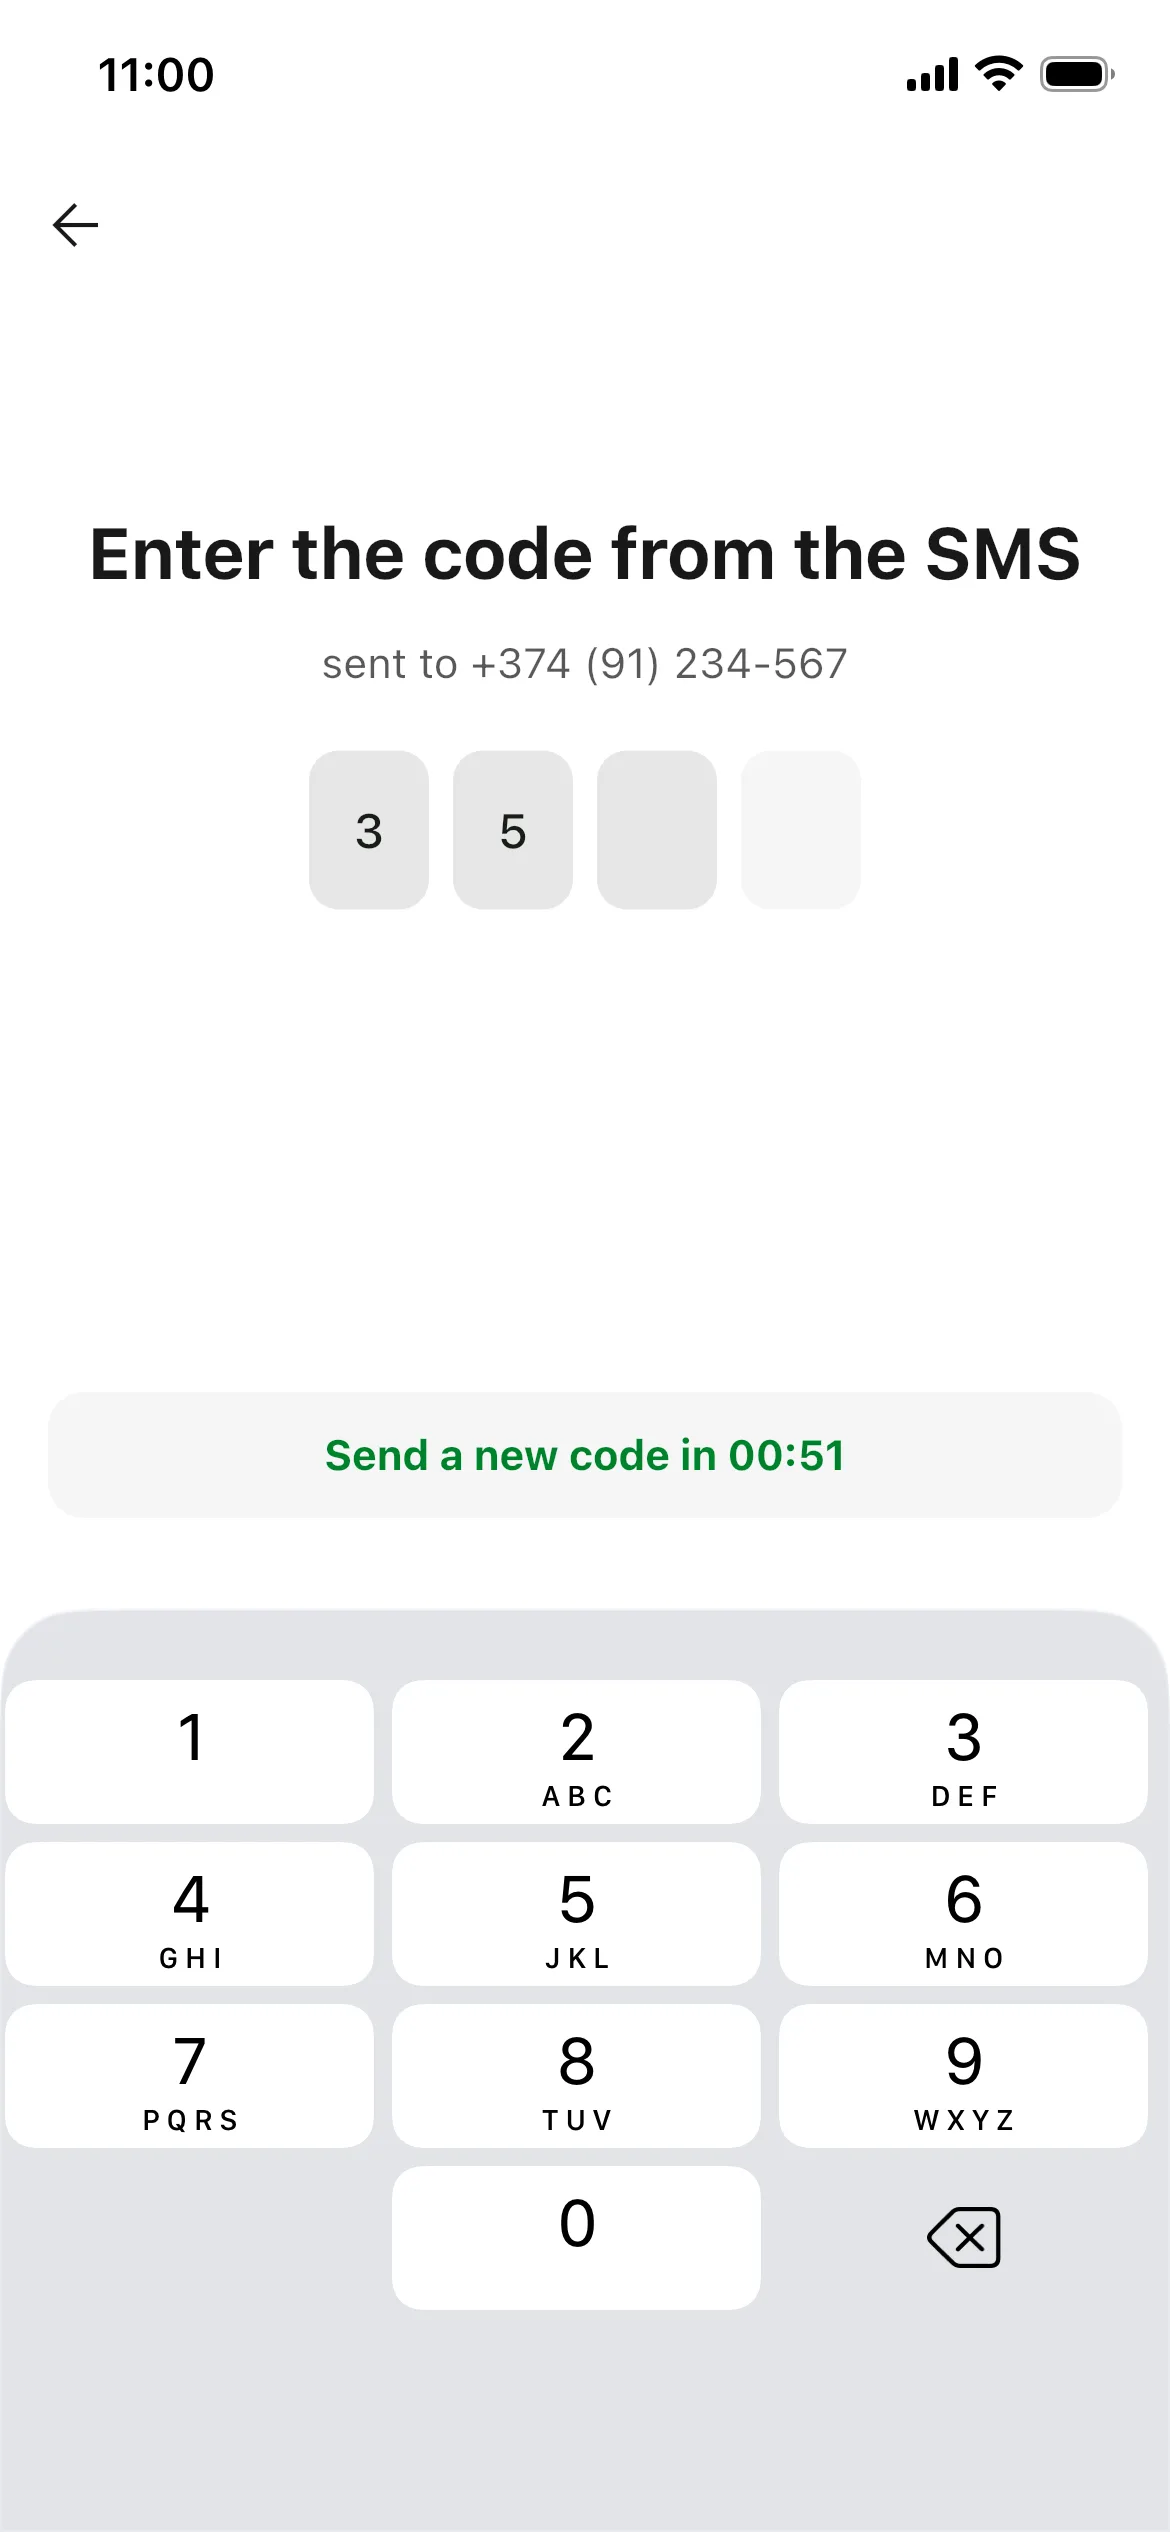 11:00
Enter the code from the SMS
sent to +374 (91) 234-567
3 5
Send a new code in 00:51
1 2 3
ABC DEF
4 5 6
GHI JKL MNO
7 8 9
PQRS TUV WXYZ
0